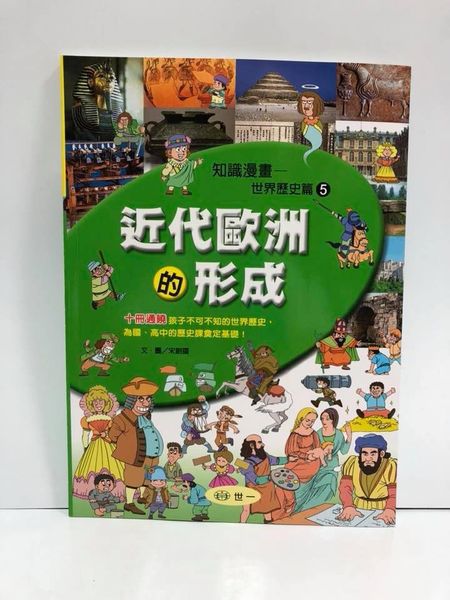 知識漫畫—
世界歷史篇5
近代歐洲
的形成
十冊通曉 孩子不可不知的世界歷史，
為國、高中的歷史課奠定基礎！
文·圖／宋創國
世一